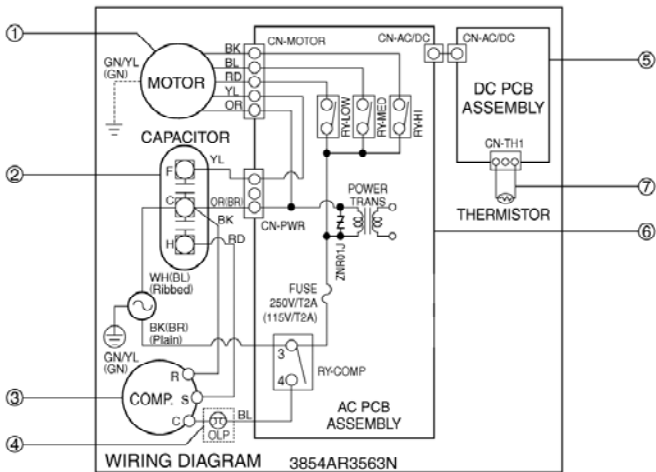 ①
GN/YL
(GN)
MOTOR
BK
BL
RD
YL
OR
CN-MOTOR
CN-AC/DC
CN-AC/DC
⑤
DC PCB
ASSEMBLY
CN-TH1
⑦
THERMISTOR
⑥
RY-LOW
RY-MED
RY-HI
CAPACITOR
②
F
YL
C
OR(BR)
BK
H
RD
CN-PWR
POWER
TRANS.
ZNR01J
FUSE
250V/T2A
(115V/T2A)
WH(BL)
(Ribbed)
BK(BR)
(Plain)
GN/YL
(GN)
3
4
RY-COMP
③
COMP.
R
S
C
④
OLP
BL
AC PCB
ASSEMBLY
WIRING DIAGRAM 3854AR3563N